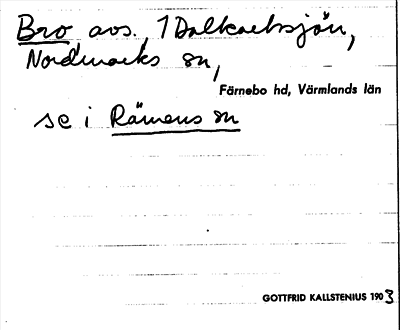 Bro avs., 1 Dalkarlssjön,
Nordmarks sn,
Färnebo hd, Värmlands län
se i Rämens sn
GOTTFRID KALLSTENIUS 1903